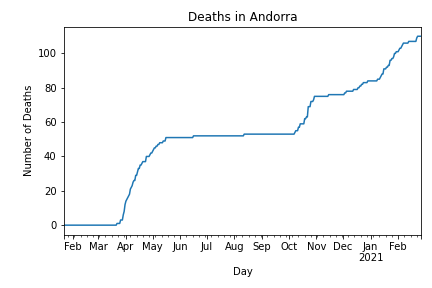 Deaths in Andorra
Number of Deaths
100
80
60
40
20
0
Feb Mar Apr May Jun Jul Aug Sep Oct Nov Dec Jan Feb
2021
Day